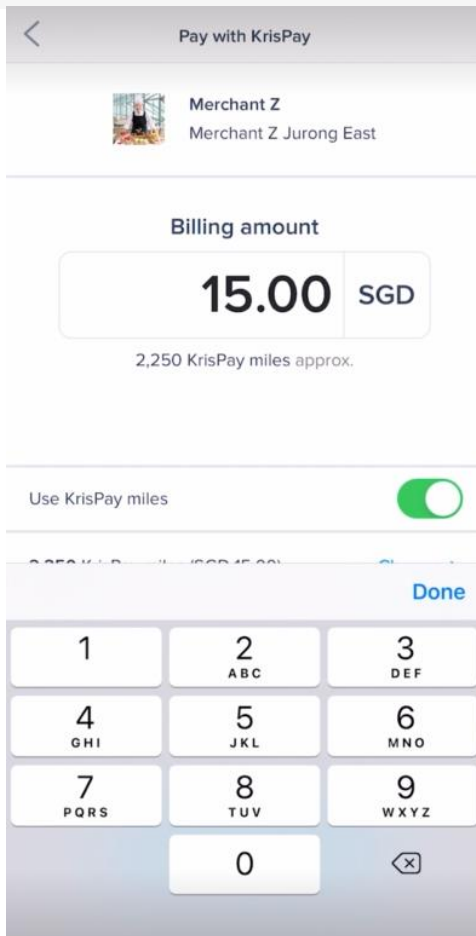 Pay with KrisPay
Merchant Z
Merchant Z Jurong East
Billing amount
15.00 SGD
2,250 KrisPay miles approx.
Use KrisPay miles
Done
1
2
ABC
3
DEF
4
GHI
5
JKL
6
MNO
7
PQRS
8
TUV
9
WXYZ
0